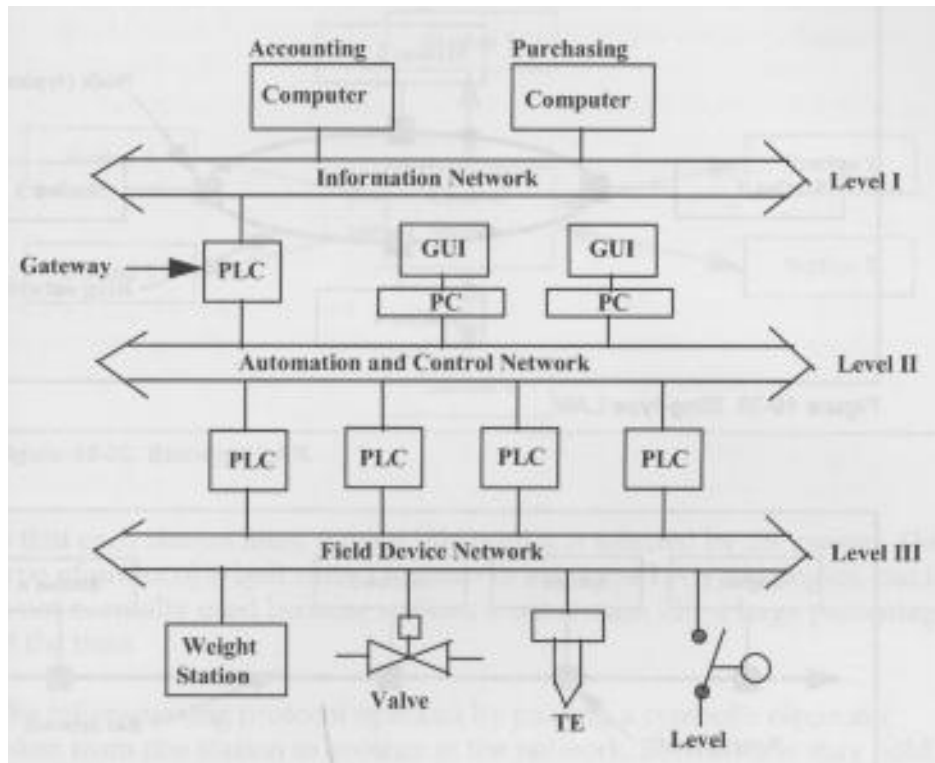 Accounting
Purchasing
Computer
Computer
Information Network
Level I
Gateway
PLC
GUI
GUI
PC
PC
Automation and Control Network
Level II
PLC
PLC
PLC
PLC
Field Device Network
Level III
Weight
Station
Valve
TE
Level